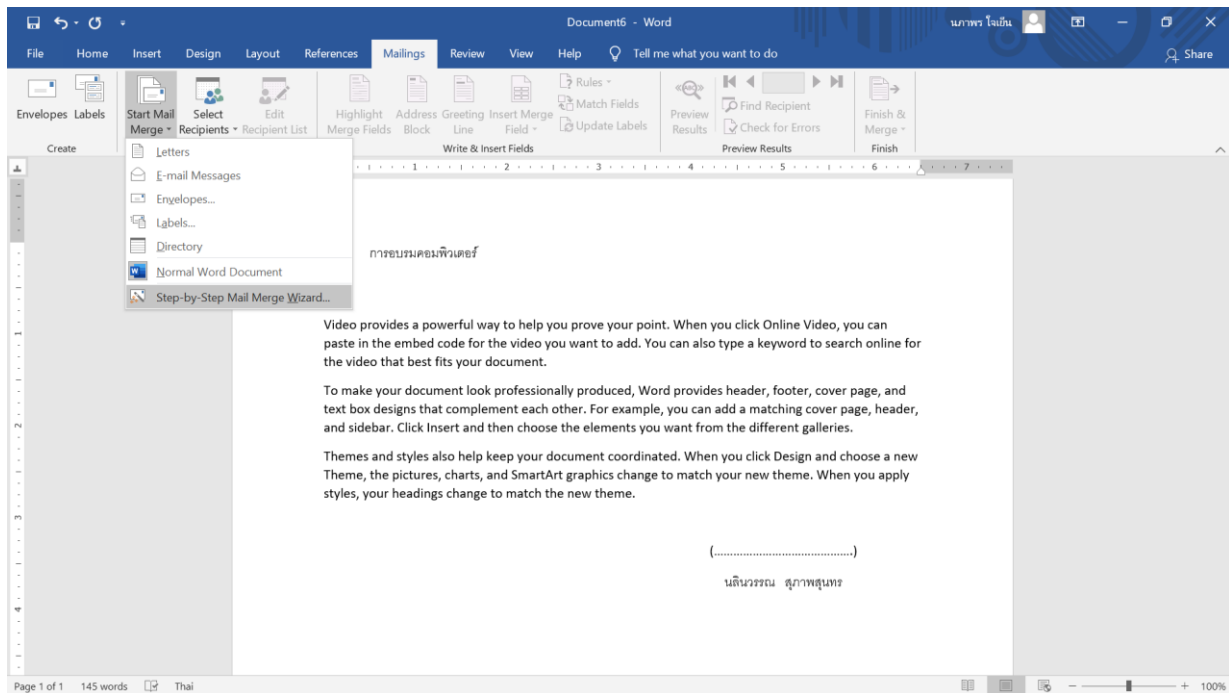 Document6 - Word
นภาพร ใจเย็น
File Home Insert Design Layout References Mailings Review View Help Tell me what you want to do Share
Envelopes Labels
Create
Start Mail Merge
Select Recipients
Edit Recipient List
Highlight Merge Fields
Address Block
Greeting Line
Insert Merge Field
Rules
Match Fields
Update Labels
Write & Insert Fields
Preview Results
Find Recipient
Check for Errors
Preview Results
Finish & Merge
Finish
Letters
E-mail Messages
Envelopes...
Labels...
Directory
Normal Word Document
Step-by-Step Mail Merge Wizard...
1 2 3 4 5 6 7
การอบรมคอมพิวเตอร์
Video provides a powerful way to help you prove your point. When you click Online Video, you can
paste in the embed code for the video you want to add. You can also type a keyword to search online for
the video that best fits your document.
To make your document look professionally produced, Word provides header, footer, cover page, and
text box designs that complement each other. For example, you can add a matching cover page, header,
and sidebar. Click Insert and then choose the elements you want from the different galleries.
Themes and styles also help keep your document coordinated. When you click Design and choose a new
Theme, the pictures, charts, and SmartArt graphics change to match your new theme. When you apply
styles, your headings change to match the new theme.
(..........................................)
นลินวรรณ สุภาพสุนทร
1
2
3
4
Page 1 of 1 145 words Thai 100%